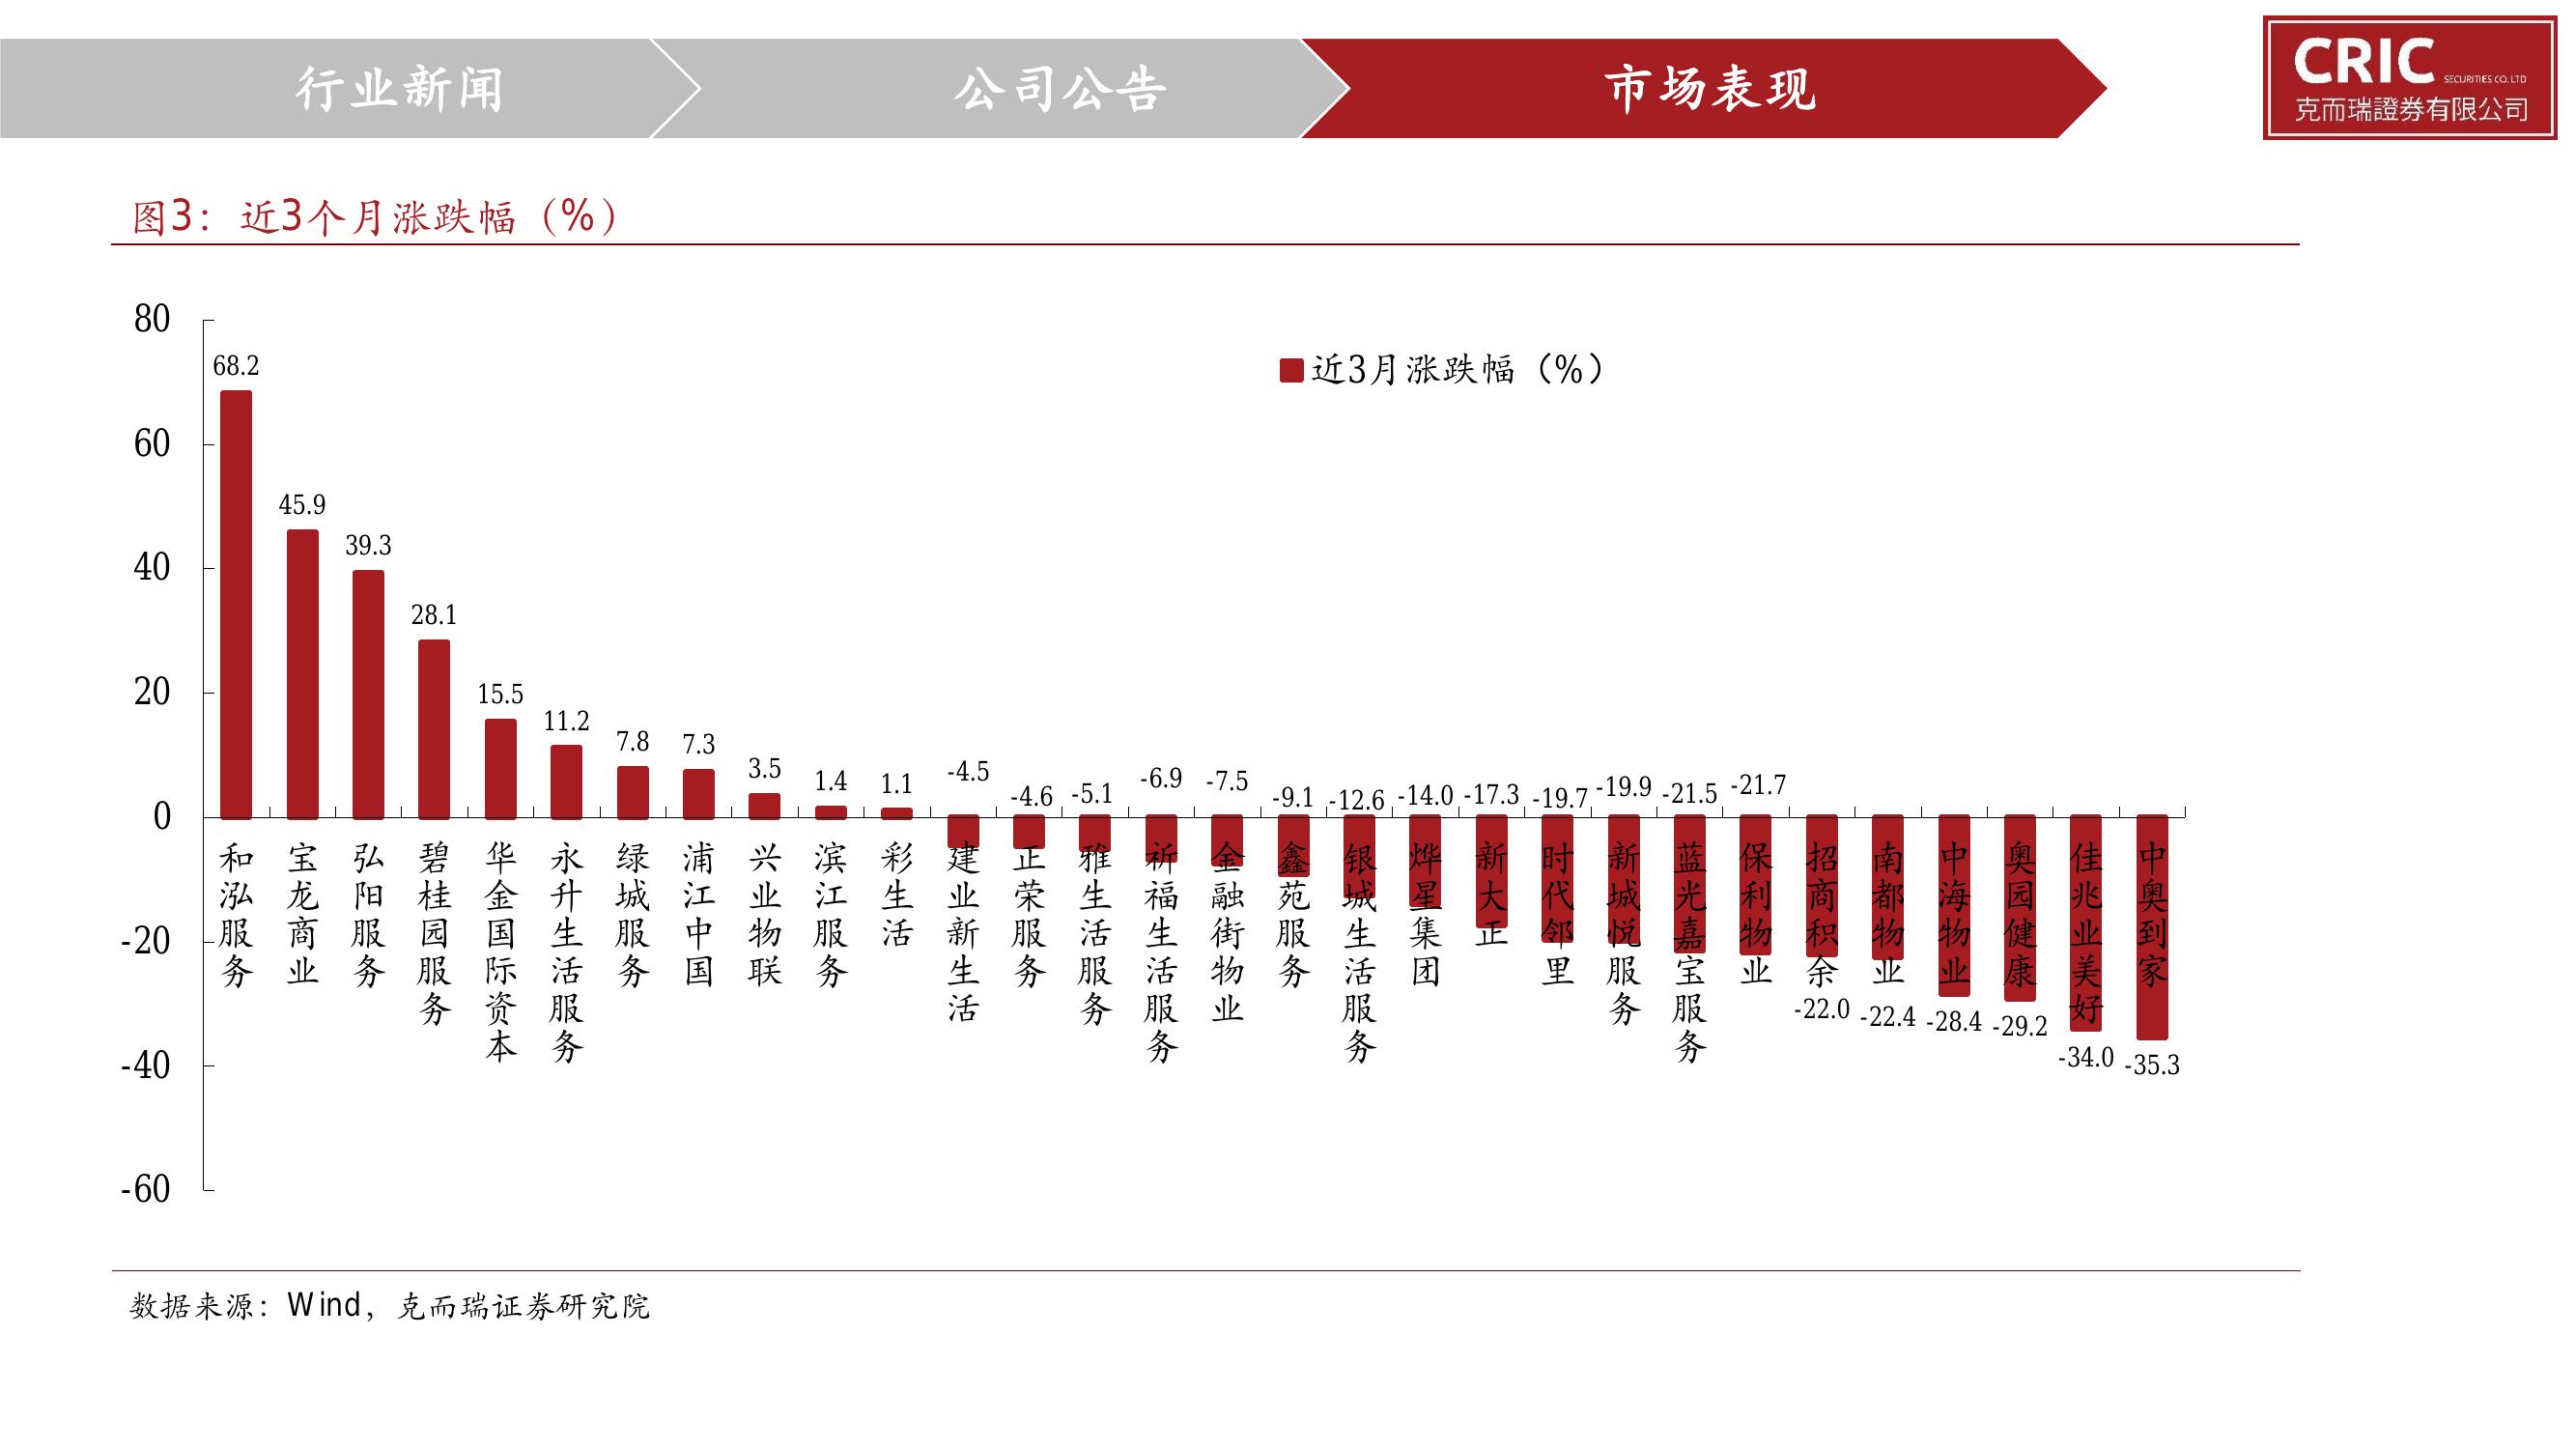 行业新闻
公司公告
市场表现
CRIC SECURITIES CO. LTD
克而瑞證券有限公司
图3：近3个月涨跌幅（%）
80
60
40
20
0
-20
-40
-60
近3月涨跌幅（%）
68.2
45.9
39.3
28.1
15.5
11.2
7.8
7.3
3.5
1.4
1.1
-4.5
-4.6
-5.1
-6.9
-7.5
-9.1
-12.6
-14.0
-17.3
-19.7
-19.9
-21.5
-21.7
-22.0
-22.4
-28.4
-29.2
-34.0
-35.3
和泓服务
宝龙商业
弘阳服务
碧桂园服务
华金国际资本
永升生活服务
绿城服务
浦江中国
兴业物联
滨江服务
彩生活
建业新生活
正荣服务
雅生活服务
祈福生活服务
金融街物业
鑫苑服务
银城生活服务
烨星集团
新大正
时代邻里
新城悦服务
蓝光嘉宝服务
保利物业
招商积余
南都物业
中海物业
奥园健康
佳兆业美好
中奥到家
数据来源：Wind，克而瑞证券研究院